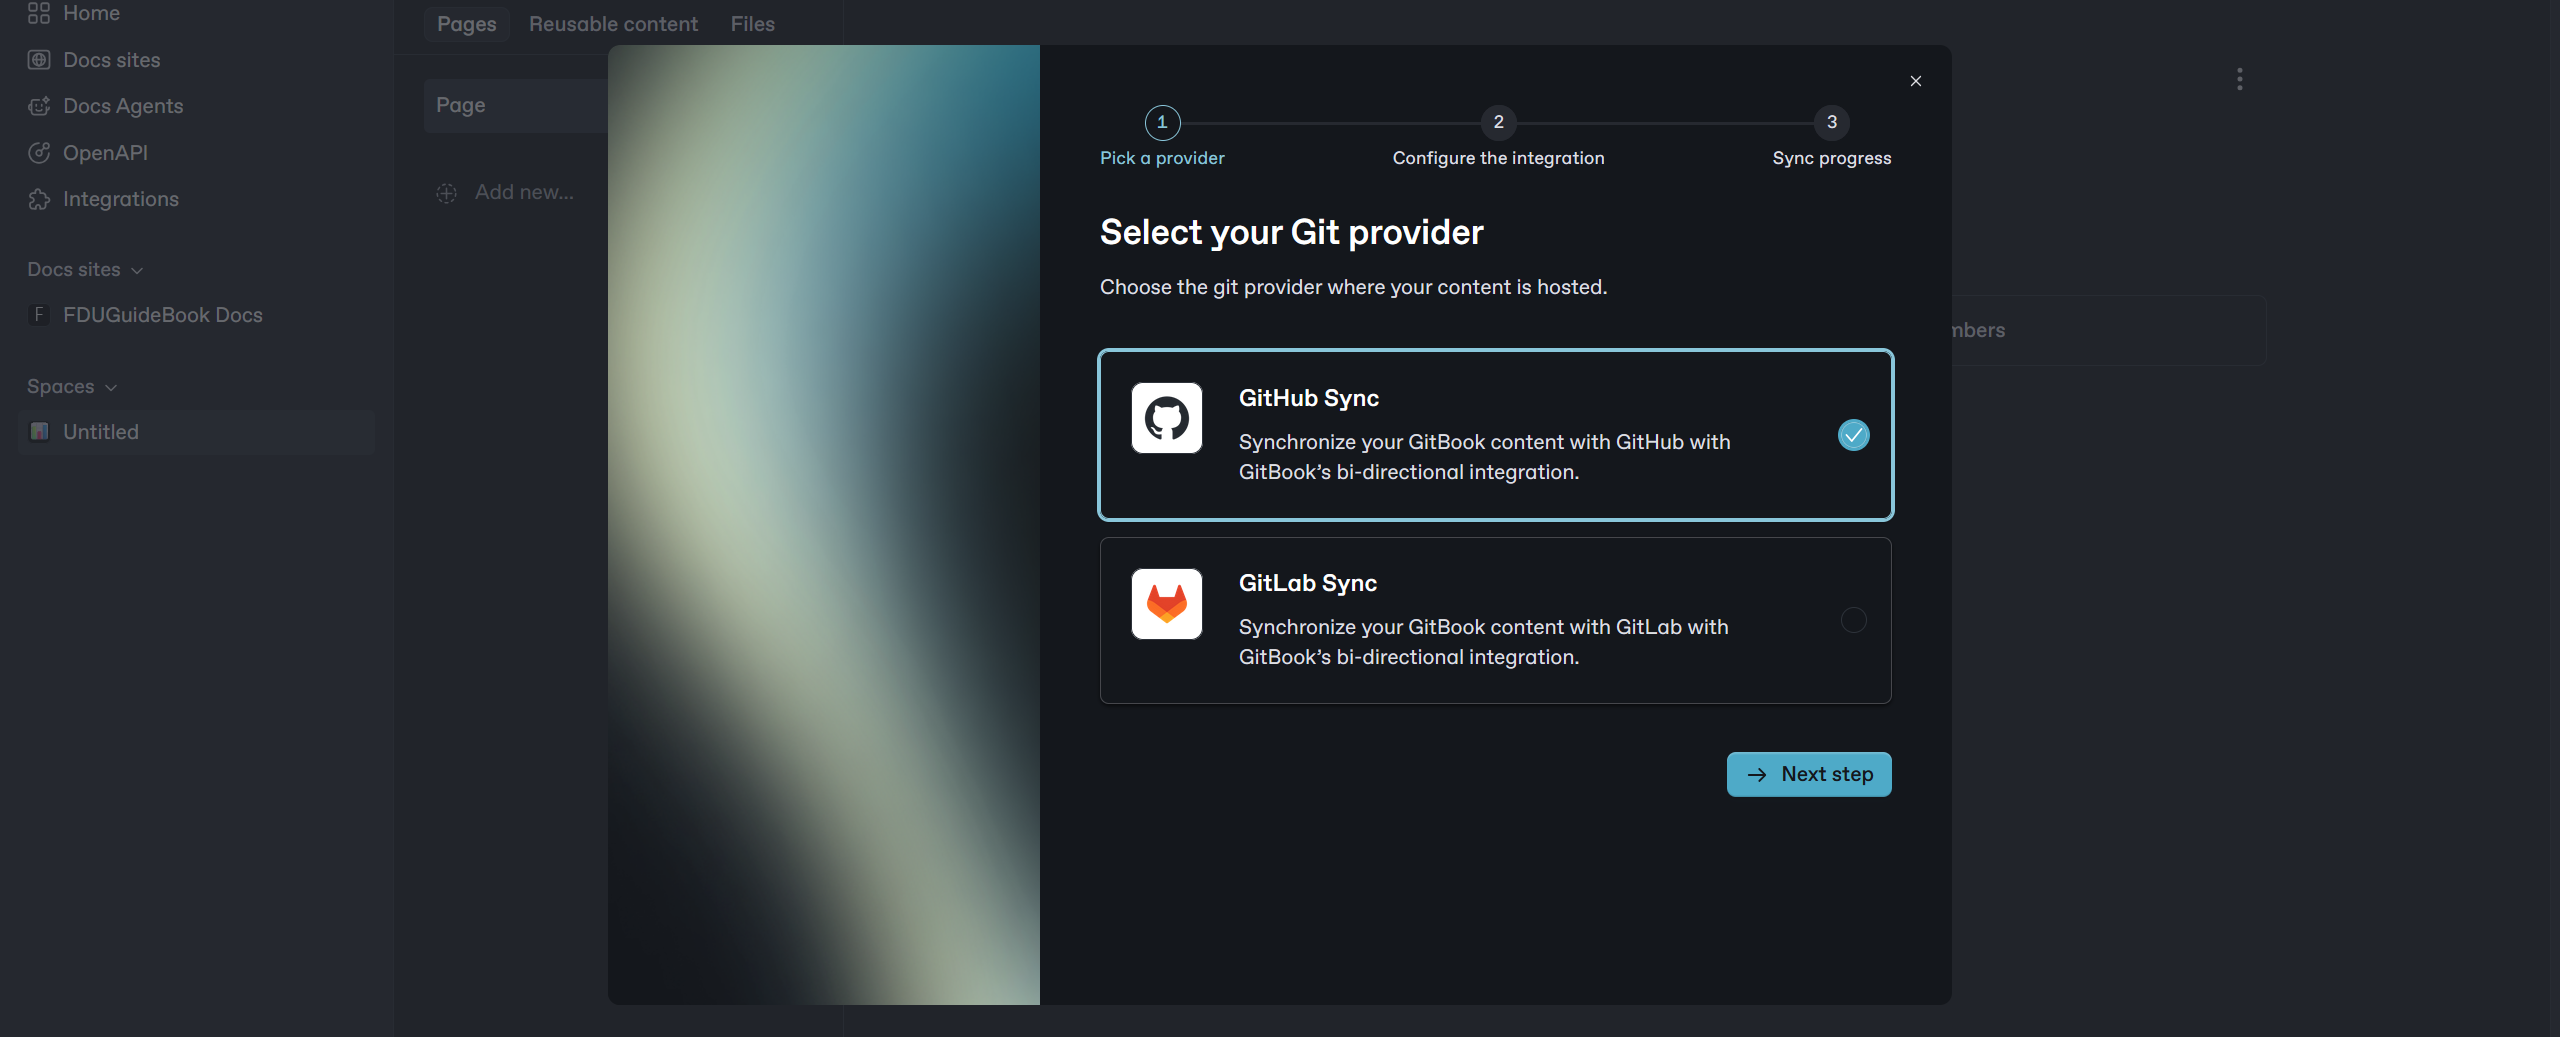 Home
Docs sites
Docs Agents
OpenAPI
Integrations
Docs sites
F FDUGuideBook Docs
Spaces
Untitled
Pages Reusable content Files
Page
Add new...
1 2 3
Pick a provider Configure the integration Sync progress
Select your Git provider
Choose the git provider where your content is hosted.
GitHub Sync
Synchronize your GitBook content with GitHub with
GitBook’s bi-directional integration.
GitLab Sync
Synchronize your GitBook content with GitLab with
GitBook’s bi-directional integration.
Next step